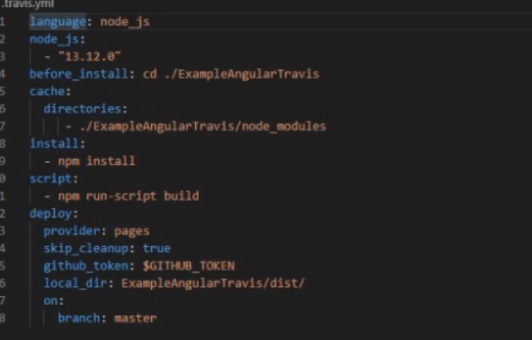 .travis.yml
1 language: node_js
2 node_js:
3 - "13.12.0"
4 before_install: cd ./ExampleAngularTravis
5 cache:
6 directories:
7 - ./ExampleAngularTravis/node_modules
8 install:
9 - npm install
0 script:
1 - npm run-script build
2 deploy:
3 provider: pages
4 skip_cleanup: true
5 github_token: $GITHUB_TOKEN
6 local_dir: ExampleAngularTravis/dist/
7 on:
8 branch: master